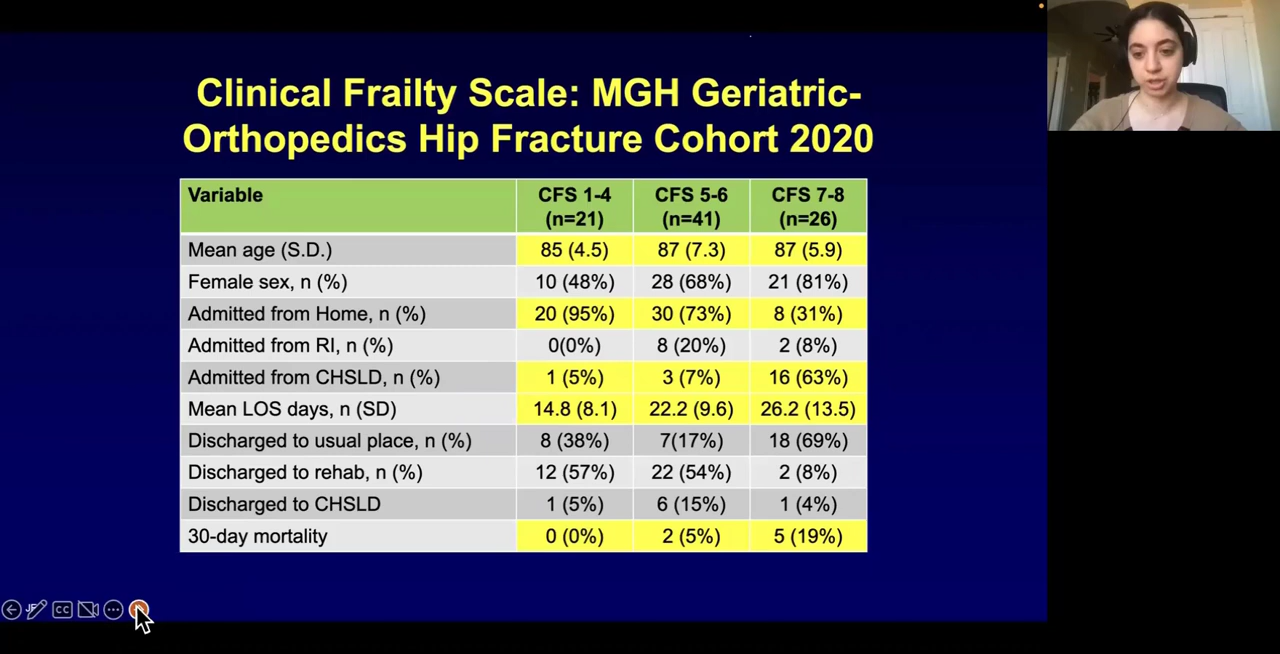 Clinical Frailty Scale: MGH Geriatric-
Orthopedics Hip Fracture Cohort 2020
Variable CFS 1-4 (n=21) CFS 5-6 (n=41) CFS 7-8 (n=26)
Mean age (S.D.) 85 (4.5) 87 (7.3) 87 (5.9)
Female sex, n (%) 10 (48%) 28 (68%) 21 (81%)
Admitted from Home, n (%) 20 (95%) 30 (73%) 8 (31%)
Admitted from RI, n (%) 0(0%) 8 (20%) 2 (8%)
Admitted from CHSLD, n (%) 1 (5%) 3 (7%) 16 (63%)
Mean LOS days, n (SD) 14.8 (8.1) 22.2 (9.6) 26.2 (13.5)
Discharged to usual place, n (%) 8 (38%) 7(17%) 18 (69%)
Discharged to rehab, n (%) 12 (57%) 22 (54%) 2 (8%)
Discharged to CHSLD 1 (5%) 6 (15%) 1 (4%)
30-day mortality 0 (0%) 2 (5%) 5 (19%)
CC